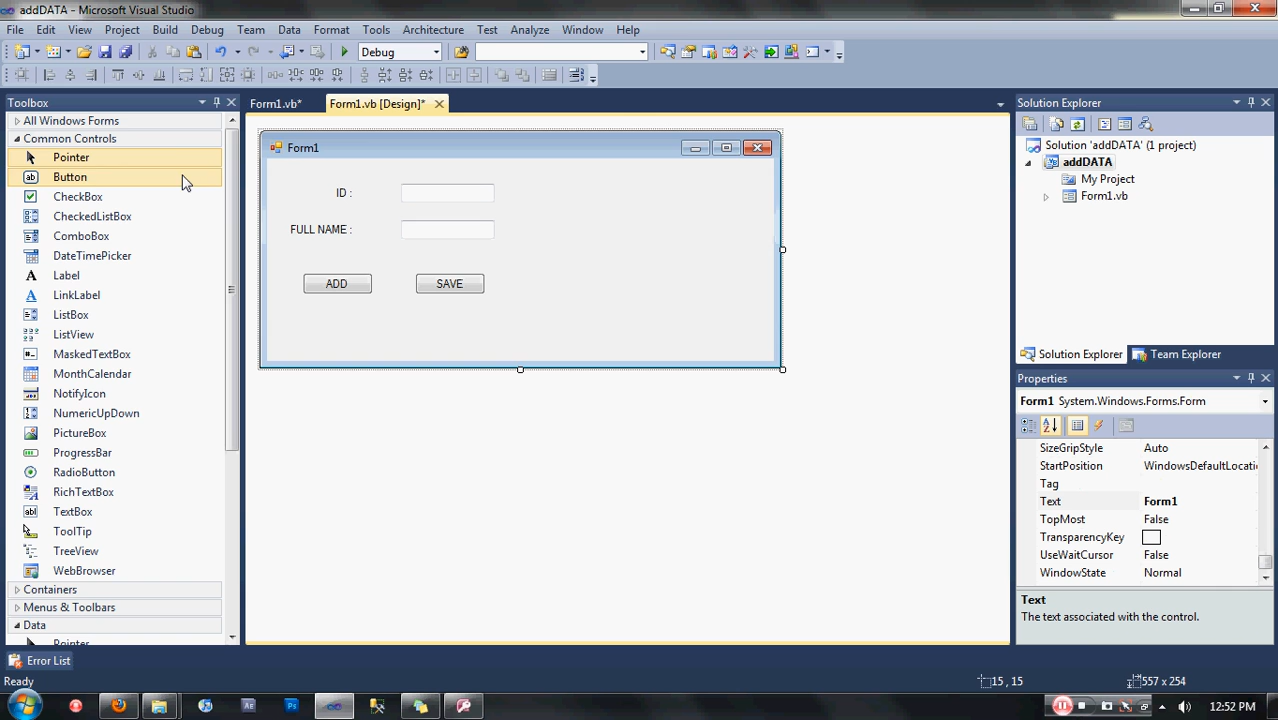 addDATA - Microsoft Visual Studio
File Edit View Project Build Debug Team Data Format Tools Architecture Test Analyze Window Help
Debug
Toolbox
Form1.vb*
Form1.vb [Design]*
All Windows Forms
Common Controls
Pointer
Button
CheckBox
CheckedListBox
ComboBox
DateTimePicker
Label
LinkLabel
ListBox
ListView
MaskedTextBox
MonthCalendar
NotifyIcon
NumericUpDown
PictureBox
ProgressBar
RadioButton
RichTextBox
TextBox
ToolTip
TreeView
WebBrowser
Containers
Menus & Toolbars
Data
Pointer
Form1
ID :
FULL NAME :
ADD
SAVE
Solution Explorer
Solution 'addDATA' (1 project)
addDATA
My Project
Form1.vb
Solution Explorer
Team Explorer
Properties
Form1 System.Windows.Forms.Form
SizeGripStyle Auto
StartPosition WindowsDefaultLocati
Tag
Text Form1
TopMost False
TransparencyKey
UseWaitCursor False
WindowState Normal
Text
The text associated with the control.
Error List
Ready
15 , 15
557 x 254
12:52 PM